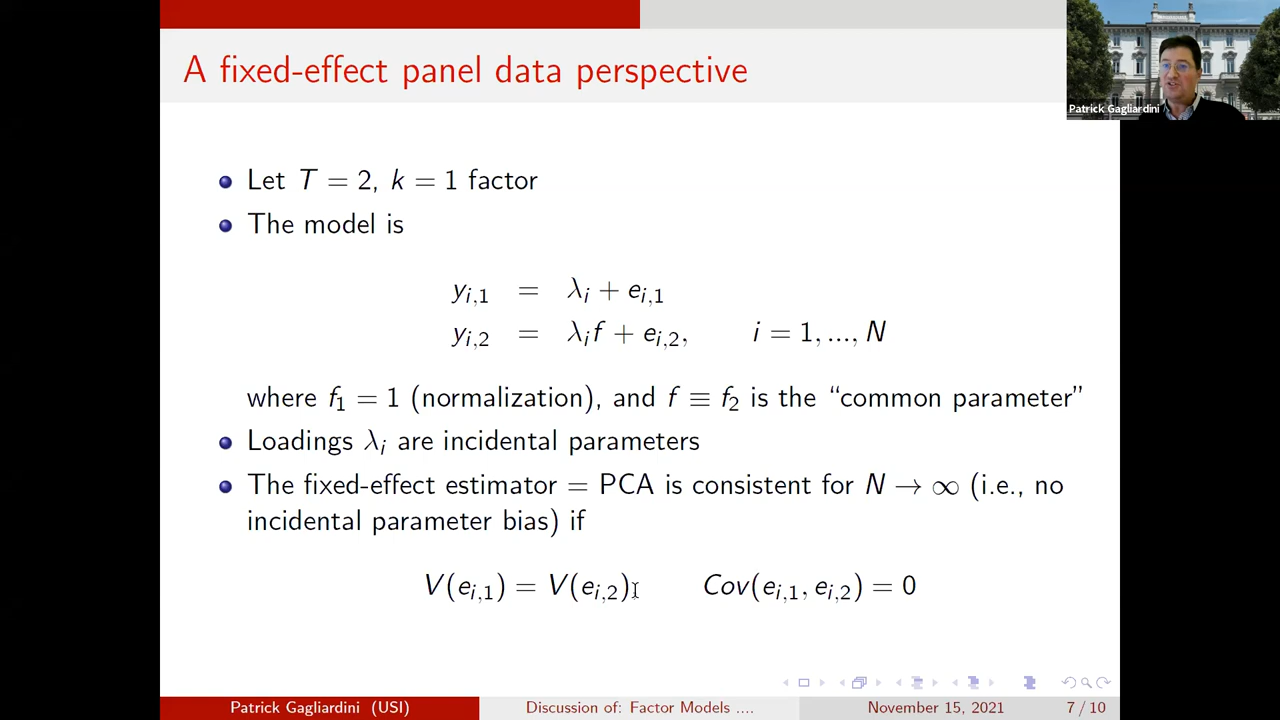 A fixed-effect panel data perspective
Patrick Gagliardini
Let T = 2, k = 1 factor
The model is
y_{i,1} = λ_i + e_{i,1}
y_{i,2} = λ_i f + e_{i,2}, i = 1, ..., N
where f_1 = 1 (normalization), and f ≡ f_2 is the “common parameter”
Loadings λ_i are incidental parameters
The fixed-effect estimator = PCA is consistent for N → ∞ (i.e., no
incidental parameter bias) if
V(e_{i,1}) = V(e_{i,2}) Cov(e_{i,1}, e_{i,2}) = 0
Patrick Gagliardini (USI) Discussion of: Factor Models .... November 15, 2021 7 / 10